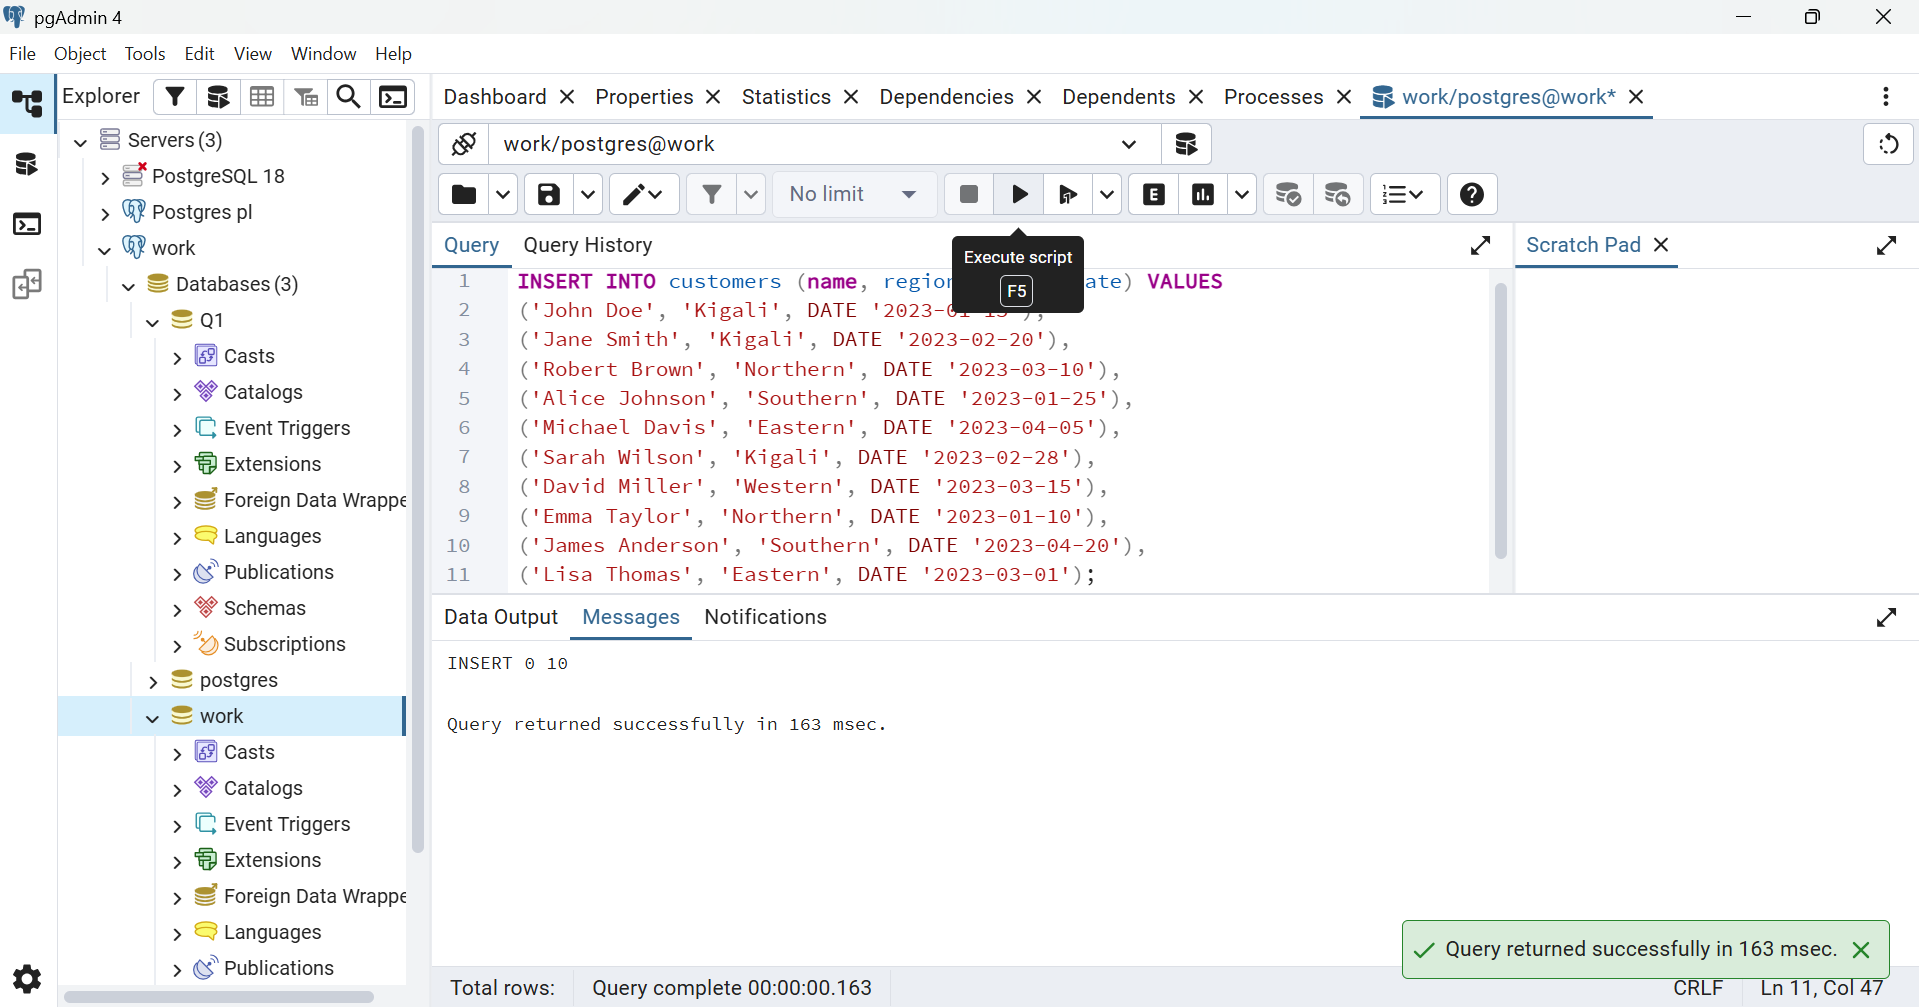 pgAdmin 4
File Object Tools Edit View Window Help
Explorer
Dashboard Properties Statistics Dependencies Dependents Processes work/postgres@work*
Servers (3)
PostgreSQL 18
Postgres pl
work
Databases (3)
Q1
Casts
Catalogs
Event Triggers
Extensions
Foreign Data Wrappe
Languages
Publications
Schemas
Subscriptions
postgres
work
Casts
Catalogs
Event Triggers
Extensions
Foreign Data Wrappe
Languages
Publications
work/postgres@work
No limit
E
Query Query History
Execute script
F5
Scratch Pad
1 INSERT INTO customers (name, region ate) VALUES
2 ('John Doe', 'Kigali', DATE '2023-01-15'),
3 ('Jane Smith', 'Kigali', DATE '2023-02-20'),
4 ('Robert Brown', 'Northern', DATE '2023-03-10'),
5 ('Alice Johnson', 'Southern', DATE '2023-01-25'),
6 ('Michael Davis', 'Eastern', DATE '2023-04-05'),
7 ('Sarah Wilson', 'Kigali', DATE '2023-02-28'),
8 ('David Miller', 'Western', DATE '2023-03-15'),
9 ('Emma Taylor', 'Northern', DATE '2023-01-10'),
10 ('James Anderson', 'Southern', DATE '2023-04-20'),
11 ('Lisa Thomas', 'Eastern', DATE '2023-03-01');
Data Output Messages Notifications
INSERT 0 10
Query returned successfully in 163 msec.
Query returned successfully in 163 msec.
Total rows: Query complete 00:00:00.163 CRLF Ln 11, Col 47